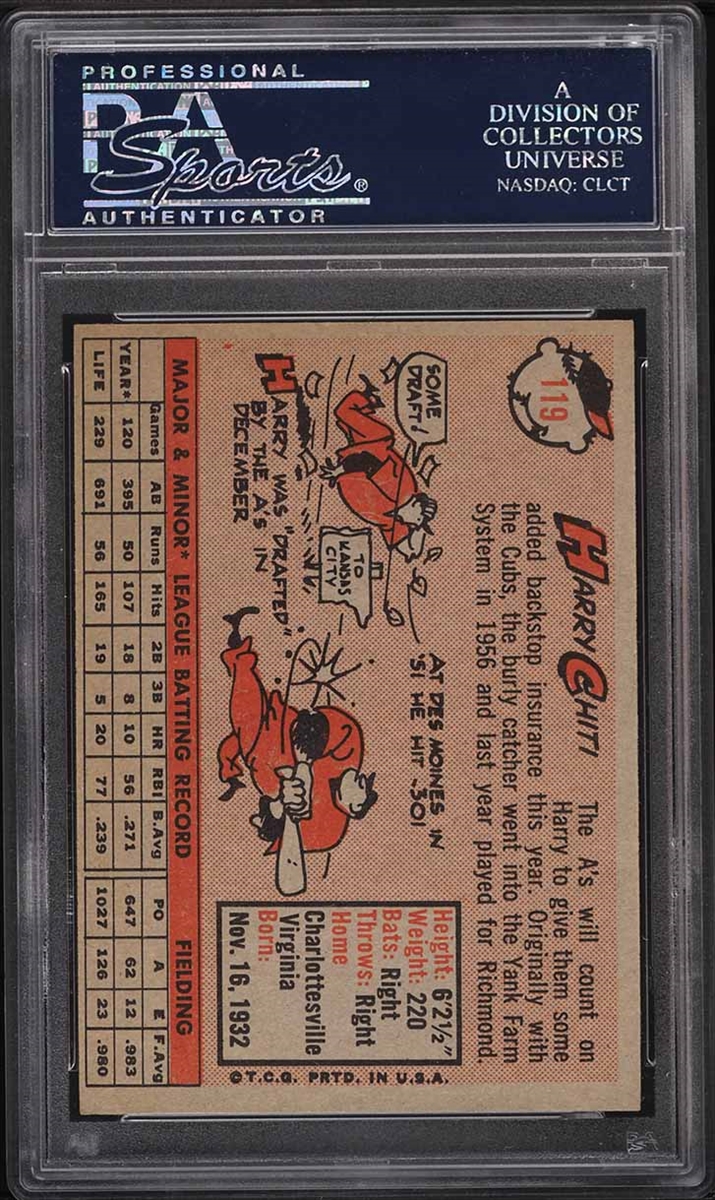 PROFESSIONAL
PSA
Sports®
AUTHENTICATOR
A
DIVISION OF
COLLECTORS
UNIVERSE
NASDAQ: CLCT
119
HARRY CHITI
The A's will count on
Harry to give them some
added backstop insurance this year. Originally with
the Cubs, the burly catcher went into the Yank Farm
System in 1956 and last year played for Richmond.
SOME
DRAFT!
TO
KANSAS
CITY
HARRY WAS "DRAFTED"
BY THE A'S IN
DECEMBER
AT DES MOINES IN
'51 HE HIT .301
Height: 6'2½"
Weight: 220
Bats: Right
Throws: Right
Home
Charlottesville
Virginia
Born:
Nov. 16, 1932
©T.C.G. PRTD. IN U.S.A.
MAJOR & MINOR* LEAGUE BATTING RECORD FIELDING
Games AB Runs Hits 2B 3B HR RBI B.Avg PO A E F.Avg
YEAR* 120 395 50 107 18 8 10 56 .271 647 62 12 .983
LIFE 229 691 56 165 19 5 20 77 .239 1027 126 23 .980